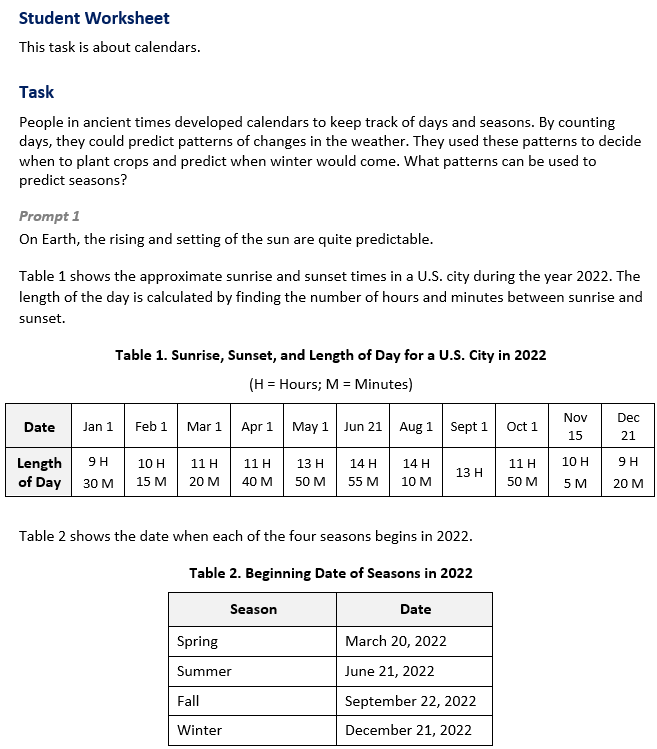 Student Worksheet
This task is about calendars.
Task
People in ancient times developed calendars to keep track of days and seasons. By counting
days, they could predict patterns of changes in the weather. They used these patterns to decide
when to plant crops and predict when winter would come. What patterns can be used to
predict seasons?
Prompt 1
On Earth, the rising and setting of the sun are quite predictable.
Table 1 shows the approximate sunrise and sunset times in a U.S. city during the year 2022. The
length of the day is calculated by finding the number of hours and minutes between sunrise and
sunset.
Table 1. Sunrise, Sunset, and Length of Day for a U.S. City in 2022
(H = Hours; M = Minutes)
Date Jan 1 Feb 1 Mar 1 Apr 1 May 1 Jun 21 Aug 1 Sept 1 Oct 1 Nov 15 Dec 21
Length of Day 9 H 30 M 10 H 15 M 11 H 20 M 11 H 40 M 13 H 50 M 14 H 55 M 14 H 10 M 13 H 11 H 50 M 10 H 5 M 9 H 20 M
Table 2 shows the date when each of the four seasons begins in 2022.
Table 2. Beginning Date of Seasons in 2022
Season Date
Spring March 20, 2022
Summer June 21, 2022
Fall September 22, 2022
Winter December 21, 2022